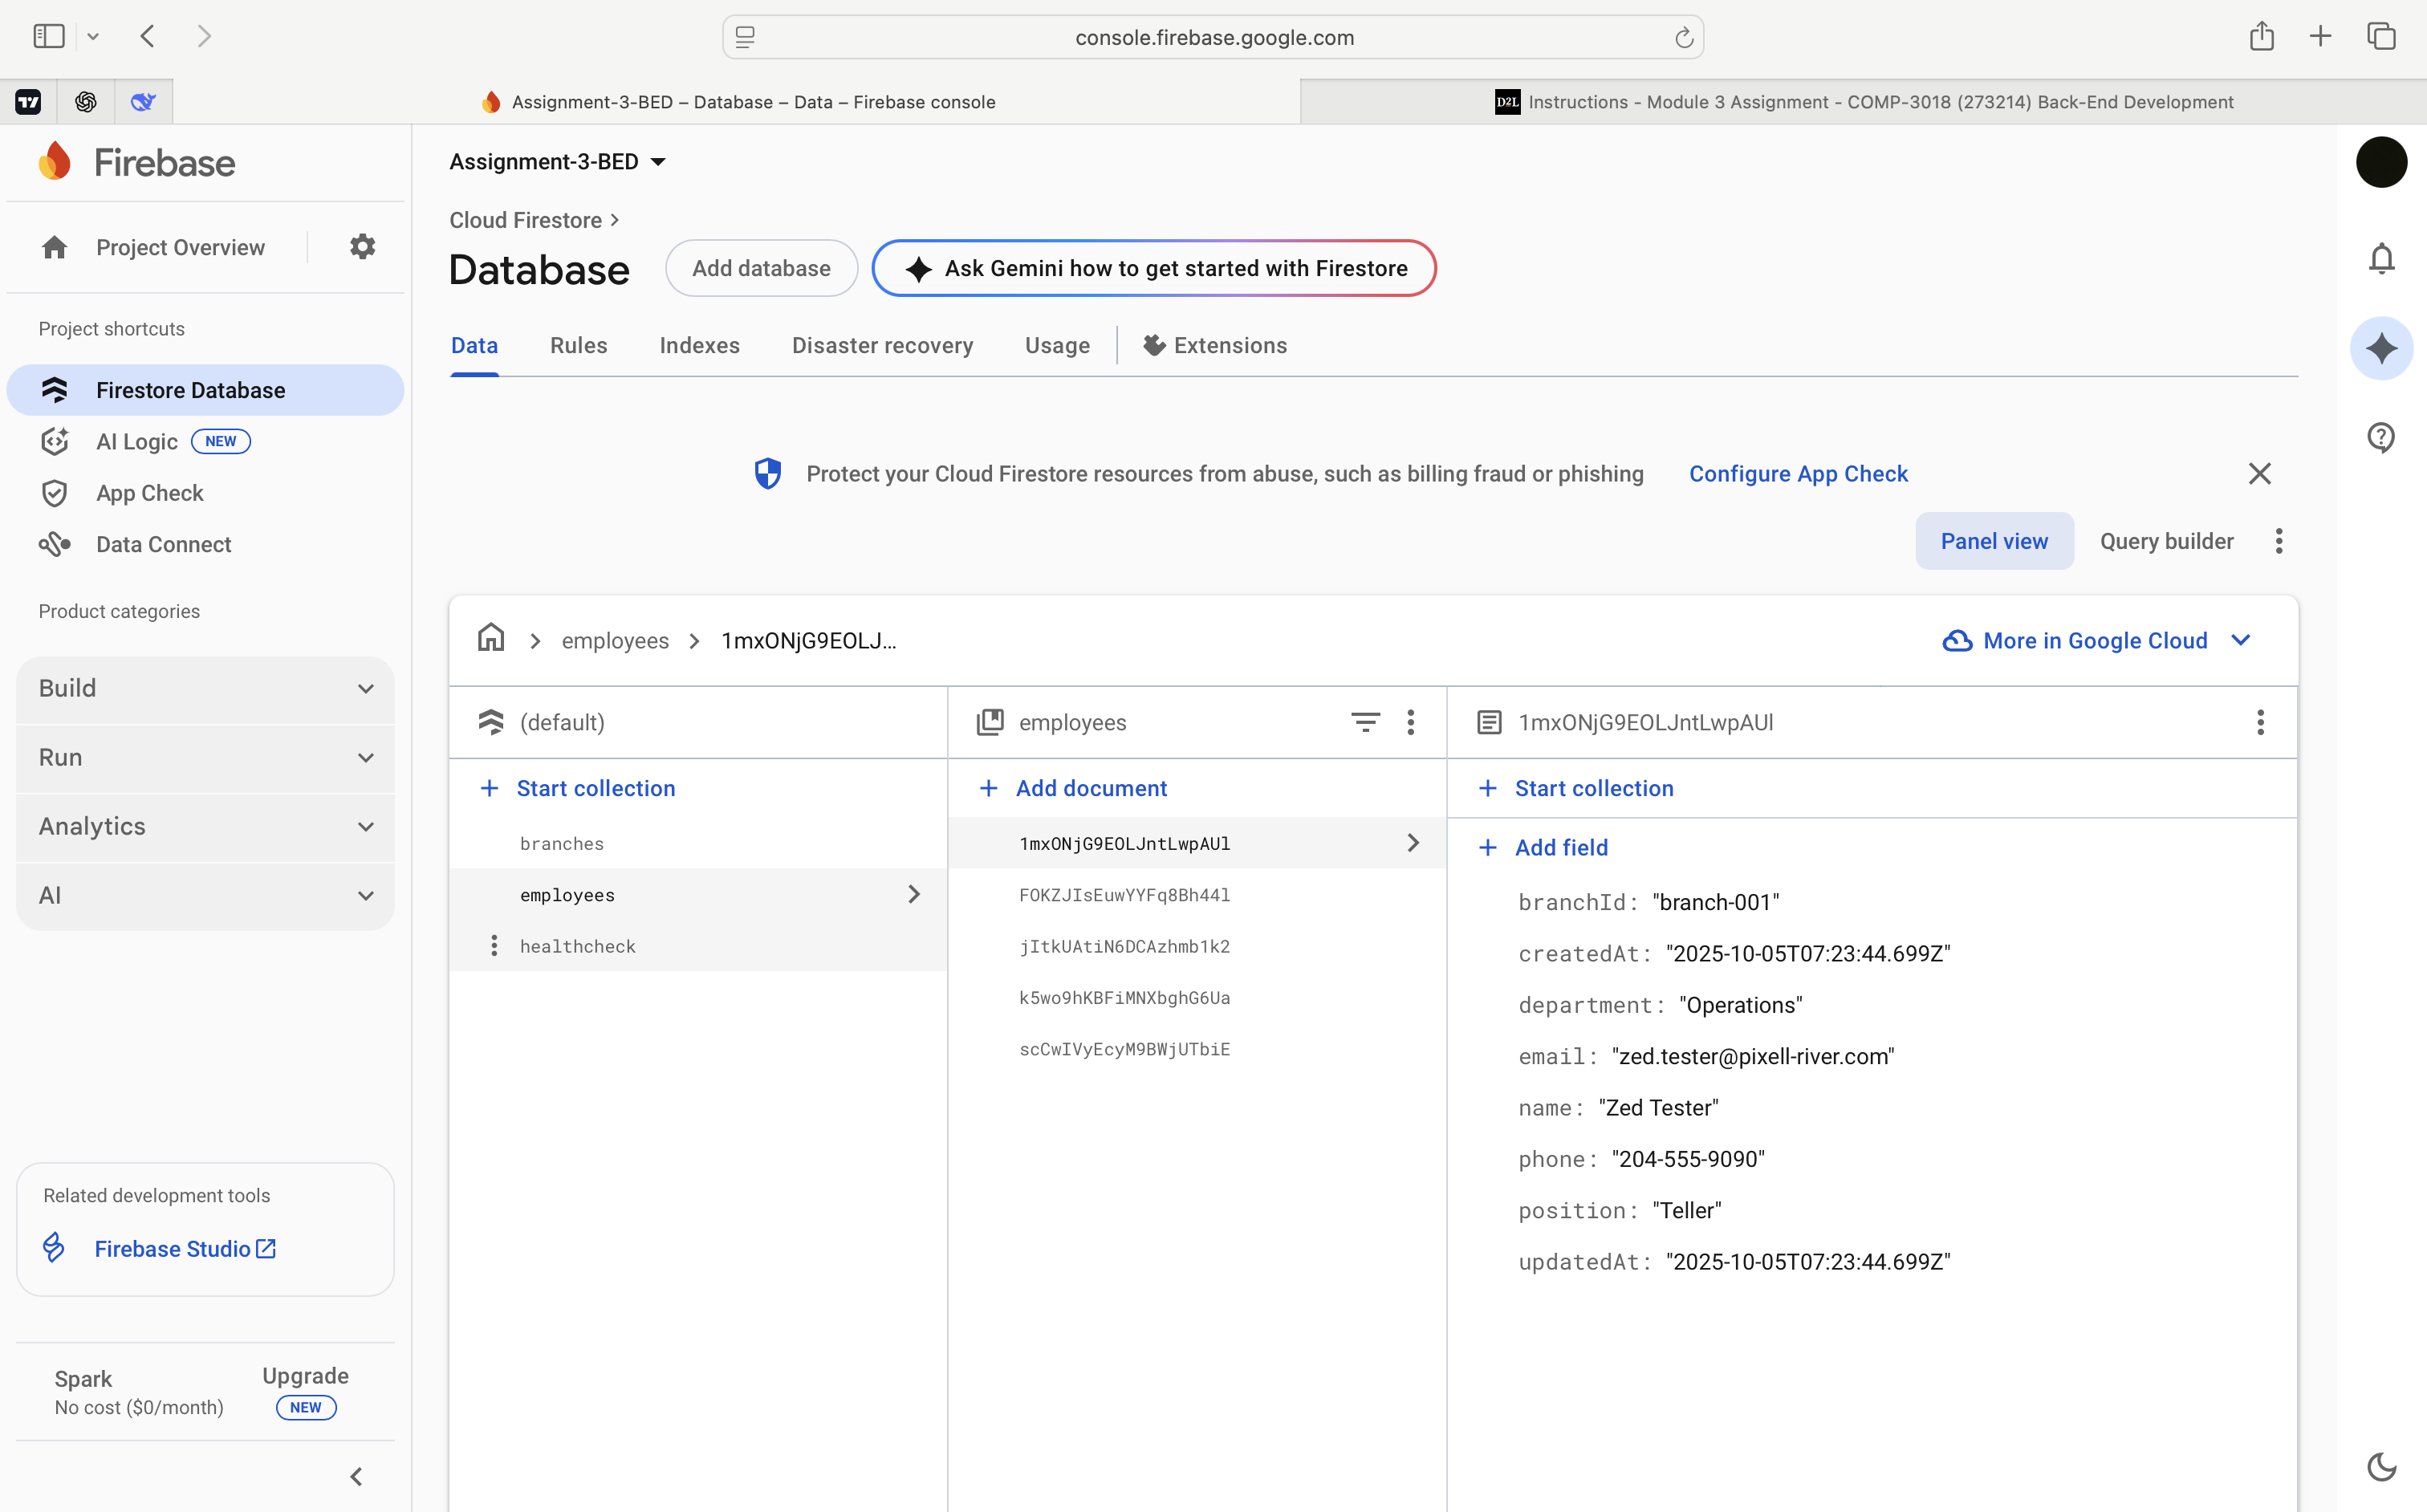 console.firebase.google.com
Assignment-3-BED – Database – Data – Firebase console
D2L Instructions - Module 3 Assignment - COMP-3018 (273214) Back-End Development
Firebase
Project Overview
Project shortcuts
Firestore Database
AI Logic NEW
App Check
Data Connect
Product categories
Build
Run
Analytics
AI
Related development tools
Firebase Studio
Spark
No cost ($0/month)
Upgrade
NEW
Assignment-3-BED
Cloud Firestore
Database Add database Ask Gemini how to get started with Firestore
Data Rules Indexes Disaster recovery Usage Extensions
Protect your Cloud Firestore resources from abuse, such as billing fraud or phishing Configure App Check
Panel view Query builder
employees 1mxONjG9EOLJ... More in Google Cloud
(default)
+ Start collection
branches
employees
healthcheck
employees
+ Add document
1mxONjG9EOLJntLwpAUl
FOKZJIsEuwYYFq8Bh44l
jItkUAtiN6DCAzhmb1k2
k5wo9hKBFiMNXbghG6Ua
scCwIVyEcyM9BWjUTbiE
1mxONjG9EOLJntLwpAUl
+ Start collection
+ Add field
branchId: "branch-001"
createdAt: "2025-10-05T07:23:44.699Z"
department: "Operations"
email: "zed.tester@pixell-river.com"
name: "Zed Tester"
phone: "204-555-9090"
position: "Teller"
updatedAt: "2025-10-05T07:23:44.699Z"